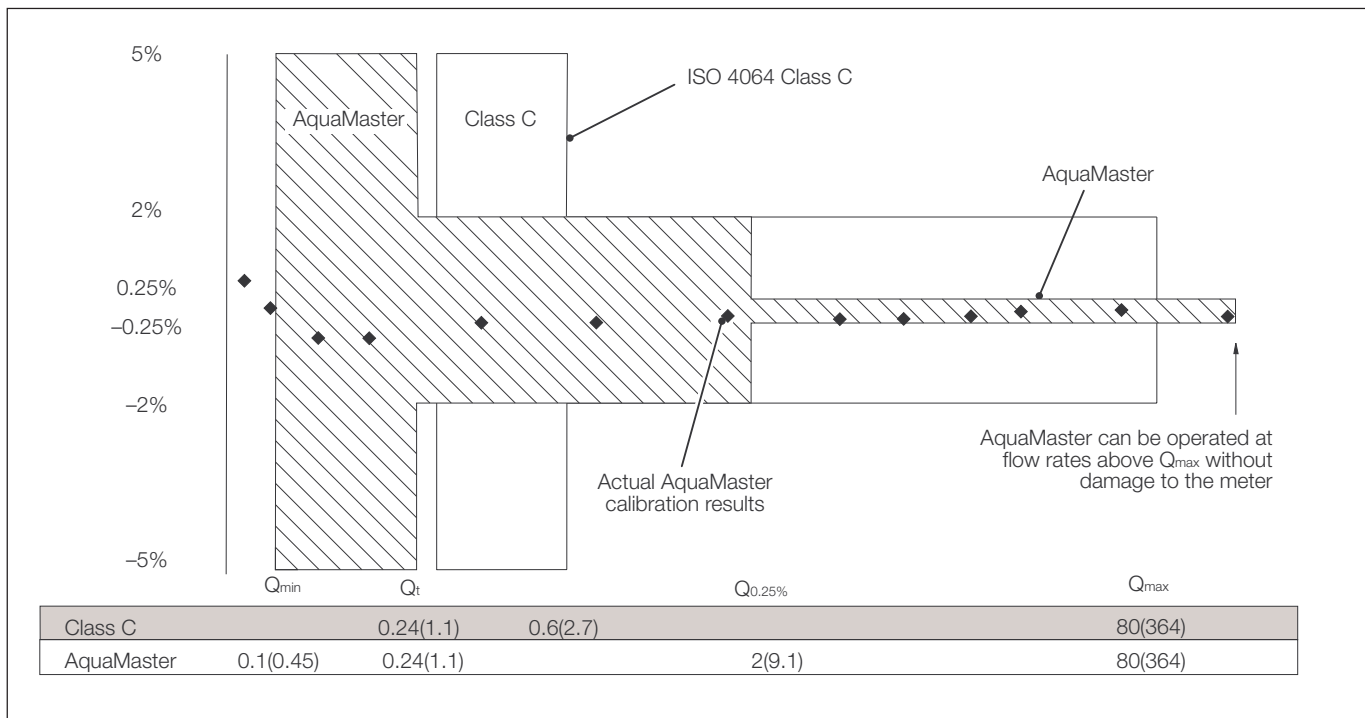 5%
ISO 4064 Class C
AquaMaster
Class C
AquaMaster
2%
0.25%
–0.25%
–2%
AquaMaster can be operated at
flow rates above Qmax without
damage to the meter
Actual AquaMaster
calibration results
–5%
Qmin
Qt
Q0.25%
Qmax
Class C 0.24(1.1) 0.6(2.7) 80(364)
AquaMaster 0.1(0.45) 0.24(1.1) 2(9.1) 80(364)